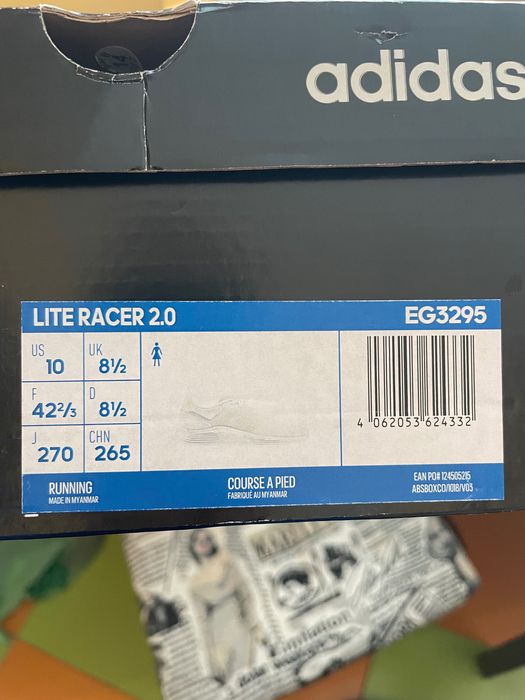 adidas
LITE RACER 2.0 EG3295
US 10 UK 8½
F 42⅔ D 8½
J 270 CHN 265
4 062053 624332
RUNNING
MADE IN MYANMAR
COURSE A PIED
FABRIQUÉ AU MYANMAR
EAN PO# 124505215
ABSBOXCO/1018/V03